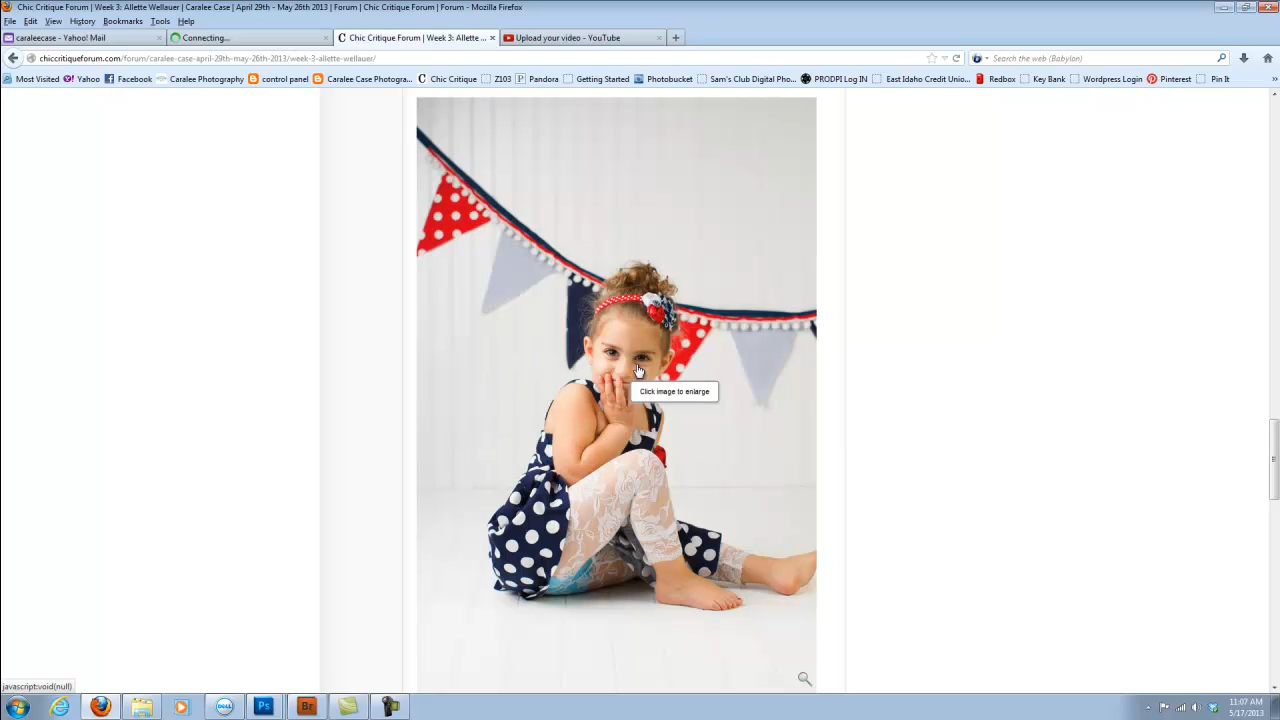 Chic Critique Forum | Week 3: Allette Wellauer | Caralee Case | April 29th - May 26th 2013 | Forum | Chic Critique Forum | Forum - Mozilla Firefox
File Edit View History Bookmarks Tools Help
caraleecase - Yahoo! Mail × Connecting... × Chic Critique Forum | Week 3: Allette ... × Upload your video - YouTube × +
chiccritiqueforum.com/forum/caralee-case-april-29th-may-26th-2013/week-3-allette-wellauer/ Search the web (Babylon)
Most Visited Yahoo Facebook Caralee Photography control panel Caralee Case Photogra... Chic Critique Z103 Pandora Getting Started Photobucket Sam's Club Digital Pho... PRODPI LOG IN East Idaho Credit Unio... Redbox Key Bank Wordpress Login Pinterest Pin It »
Click image to enlarge
javascript:void(null)
DELL Ps Br 11:07 AM
5/17/2013